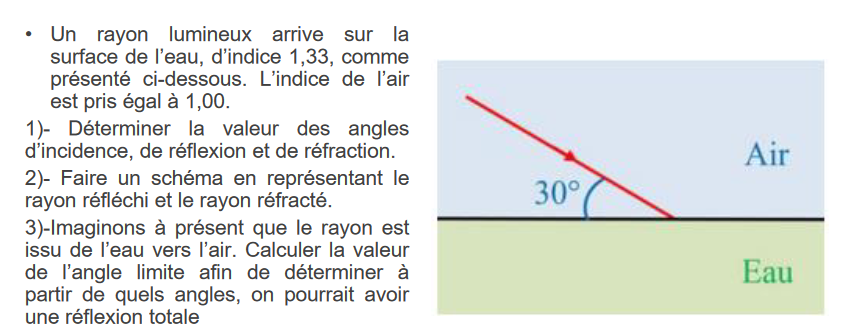 • Un rayon lumineux arrive sur la
surface de l’eau, d’indice 1,33, comme
présenté ci-dessous. L’indice de l’air
est pris égal à 1,00.
1)- Déterminer la valeur des angles
d’incidence, de réflexion et de réfraction.
2)- Faire un schéma en représentant le
rayon réfléchi et le rayon réfracté.
3)-Imaginons à présent que le rayon est
issu de l’eau vers l’air. Calculer la valeur
de l’angle limite afin de déterminer à
partir de quels angles, on pourrait avoir
une réflexion totale
Air
30°
Eau